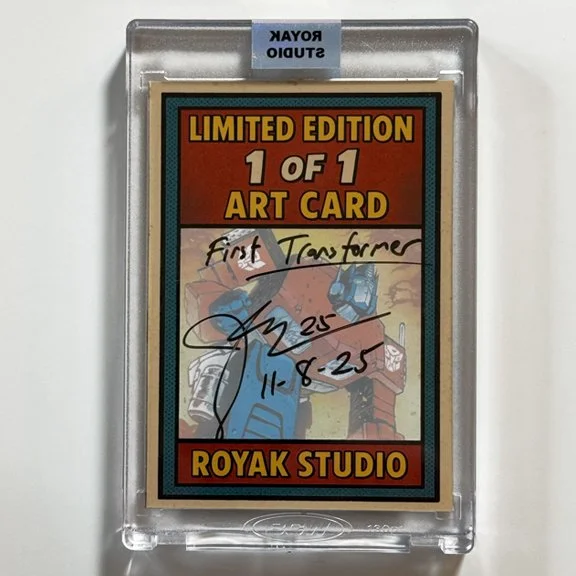 ROYAK
STUDIO
LIMITED EDITION
1 OF 1
ART CARD
First Transformer
25
11-8-25
ROYAK STUDIO